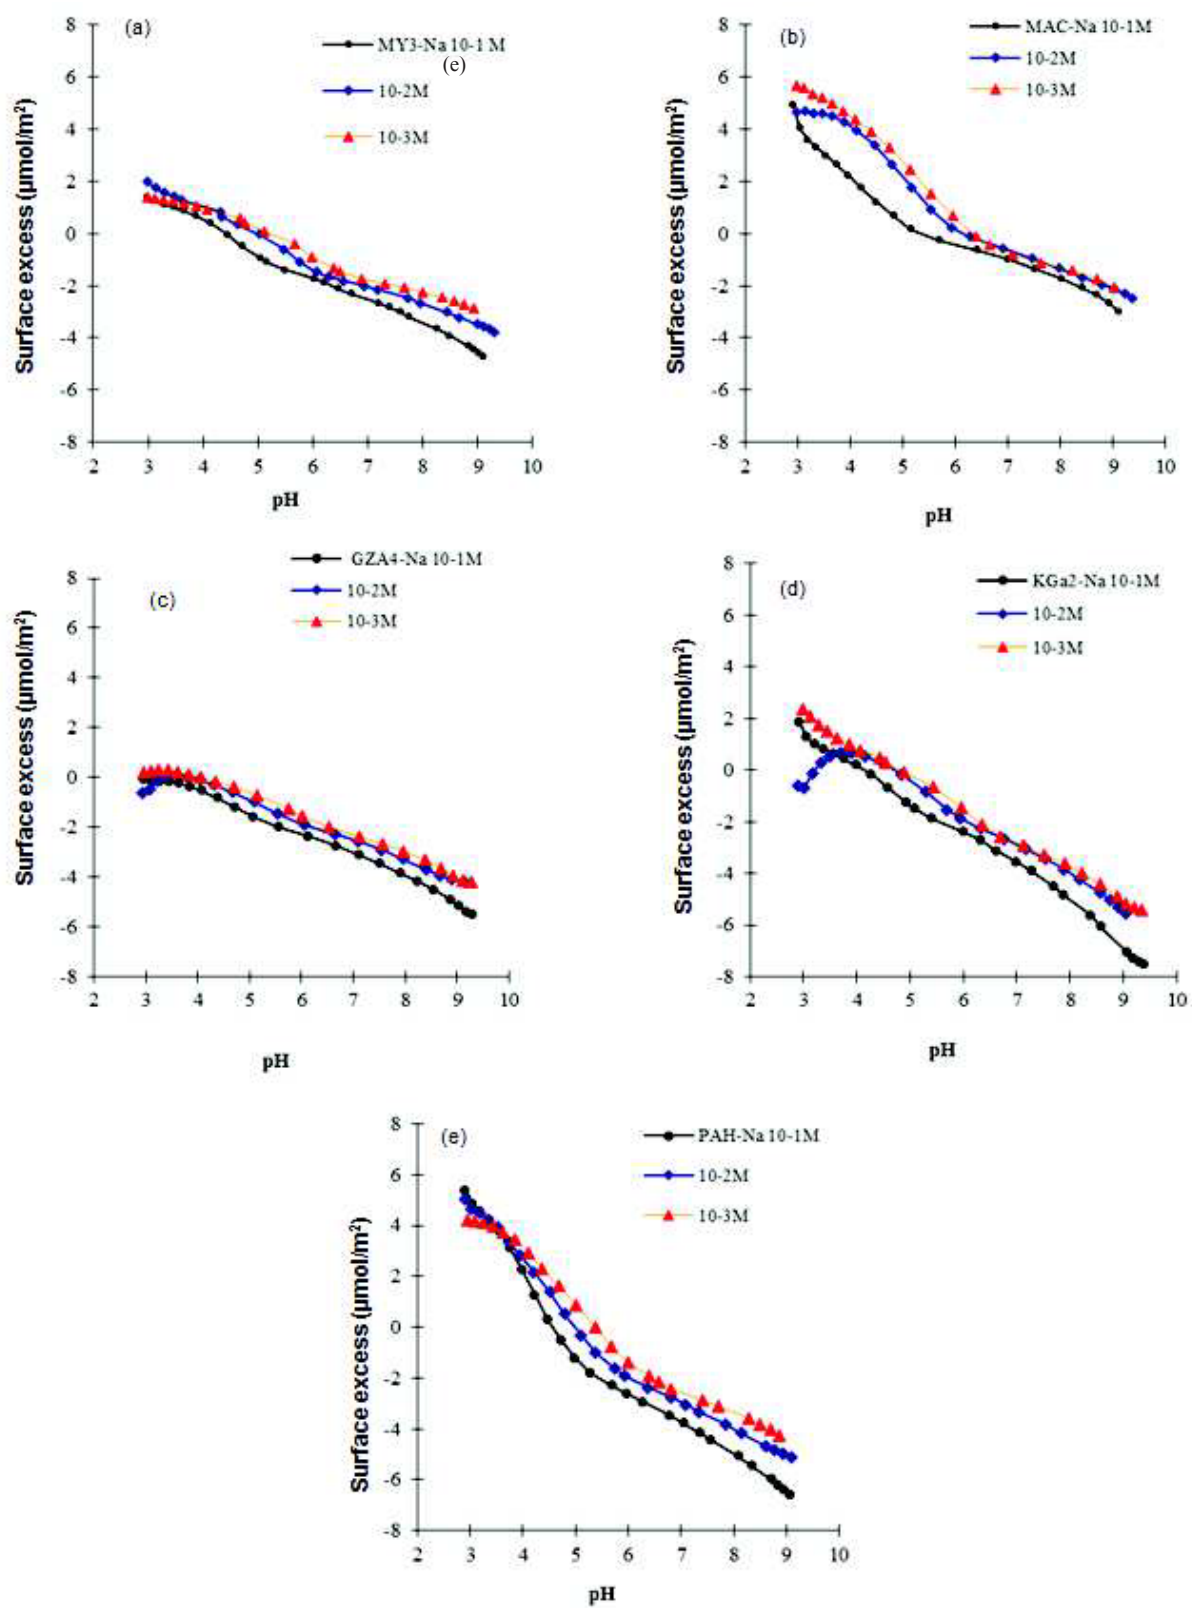 (a)
MY3-Na 10-1 M
(e)
10-2M
10-3M
Surface excess (µmol/m²)
8
6
4
2
0
-2
-4
-6
-8
2 3 4 5 6 7 8 9 10
pH
(b)
MAC-Na 10-1M
10-2M
10-3M
Surface excess (µmol/m²)
8
6
4
2
0
-2
-4
-6
-8
2 3 4 5 6 7 8 9 10
pH
(c)
GZA4-Na 10-1M
10-2M
10-3M
Surface excess (µmol/m²)
8
6
4
2
0
-2
-4
-6
-8
2 3 4 5 6 7 8 9 10
pH
(d)
KGa2-Na 10-1M
10-2M
10-3M
Surface excess (µmol/m²)
8
6
4
2
0
-2
-4
-6
-8
2 3 4 5 6 7 8 9 10
pH
(e)
PAH-Na 10-1M
10-2M
10-3M
Surface excess (µmol/m²)
8
6
4
2
0
-2
-4
-6
-8
2 3 4 5 6 7 8 9 10
pH